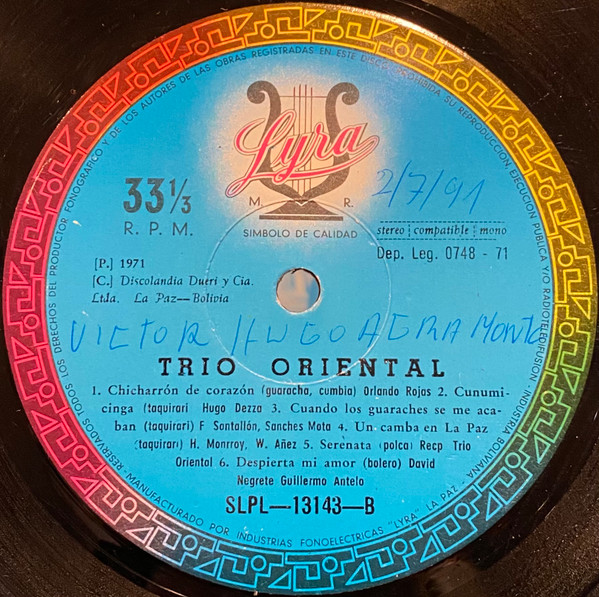 RESERVADOS TODOS LOS DERECHOS DEL PRODUCTOR FONOGRAFICO Y DE LOS AUTORES DE LAS OBRAS REGISTRADAS EN ESTE DISCO PROHIBIDA SU REPRODUCCION, EJECUCION PUBLICA Y/O RADIOTELEDIFUSION · INDUSTRIA BOLIVIANA
Lyra
M. R.
SIMBOLO DE CALIDAD
33⅓
R. P. M.
2/7/91
stereo compatible mono
Dep. Leg. 0748 - 71
[P.] 1971
[C.] Discolandia Dueri y Cia.
Ltda. La Paz—Bolivia
VICTOR HUGO
TRIO ORIENTAL
1. Chicharrón de corazón (guaracha, cumbia) Orlando Rojas 2. Cunumi-
cinga (taquirari Hugo Dezza 3. Cuando los guaraches se me aca-
ban (taquirari) F Santallón, Sanches Mota 4. Un camba en La Paz
(taquirari) H. Monrroy, W. Añez 5. Serenata (polca) Recp Trio
Oriental 6. Despierta mi amor (bolero) David
Negrete Guillermo Antelo
SLPL—13143—B
MANUFACTURADO POR INDUSTRIAS FONOELECTRICAS "LYRA" LA PAZ